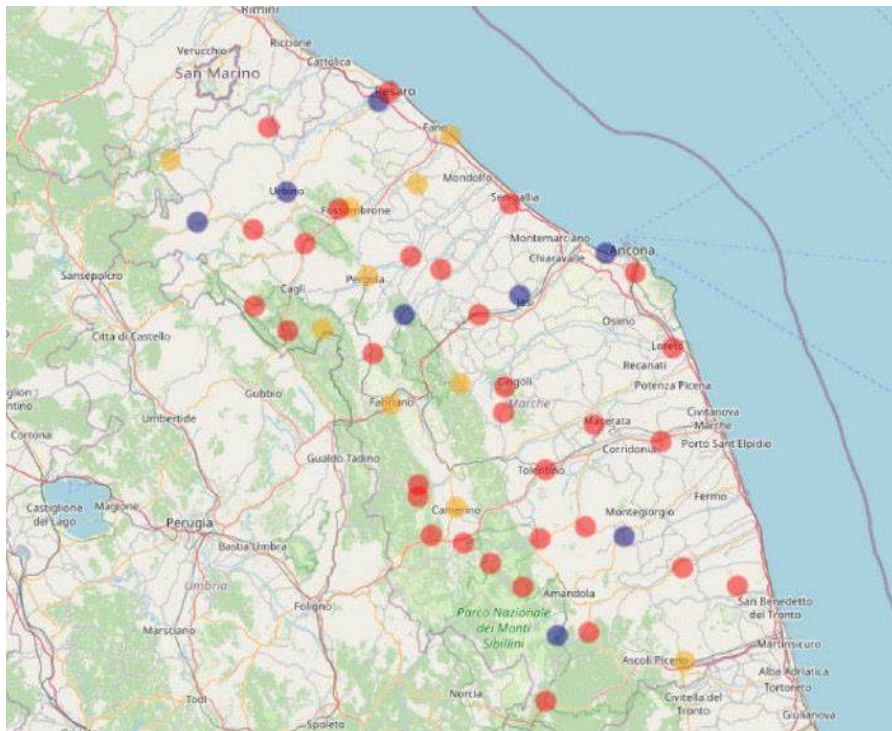 Rimini
Verucchio
Riccione
San Marino
Cattolica
Pesaro
Fano
Mondolfo
Urbino
Fossombrone
Senigallia
Montemarciano
Ancona
Chiaravalle
Sansepolcro
Pergola
Cagli
Jesi
Osimo
Città di Castello
Loreto
Recanati
Gubbio
Cingoli
Potenza Picena
Fabriano
Marche
Umbertide
Civitanova
Marche
Macerata
Cortona
Corridonia
Porto Sant'Elpidio
Gualdo Tadino
Tolentino
Castiglione
del Lago
Magione
Perugia
Camerino
Montegiorgio
Fermo
Bastia Umbra
Umbria
Foligno
Amandola
San Benedetto
del Tronto
Parco Nazionale
dei Monti
Sibillini
Marsciano
Martinsicuro
Ascoli Piceno
Alba Adriatica
Tortoreto
Norcia
Civitella del
Tronto
Todi
Giulianova
Spoleto